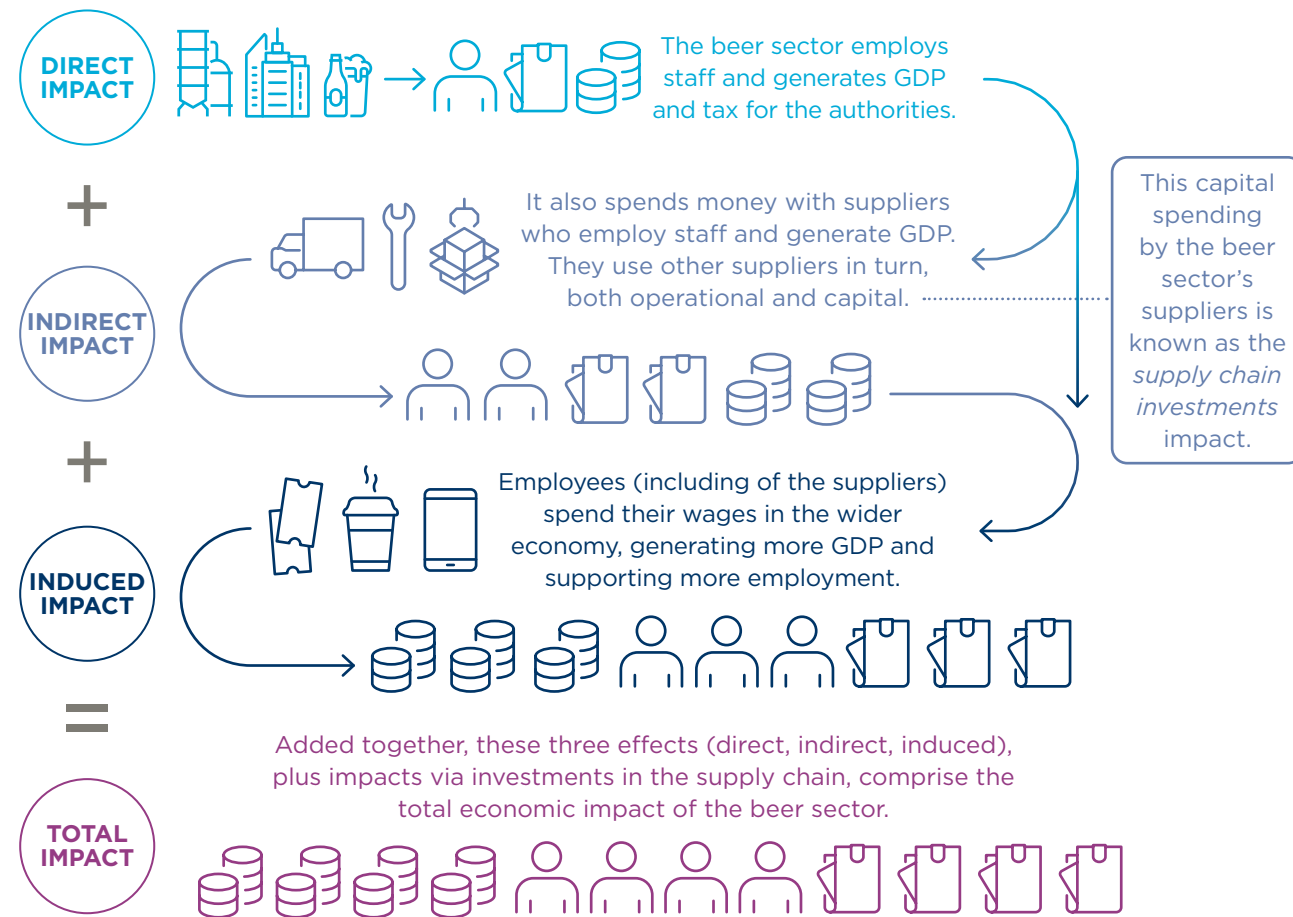 DIRECT
IMPACT
The beer sector employs
staff and generates GDP
and tax for the authorities.
+
It also spends money with suppliers
who employ staff and generate GDP.
They use other suppliers in turn,
both operational and capital.
This capital
spending
by the beer
sector’s
suppliers is
known as the
supply chain
investments
impact.
INDIRECT
IMPACT
+
Employees (including of the suppliers)
spend their wages in the wider
economy, generating more GDP and
supporting more employment.
INDUCED
IMPACT
=
Added together, these three effects (direct, indirect, induced),
plus impacts via investments in the supply chain, comprise the
total economic impact of the beer sector.
TOTAL
IMPACT